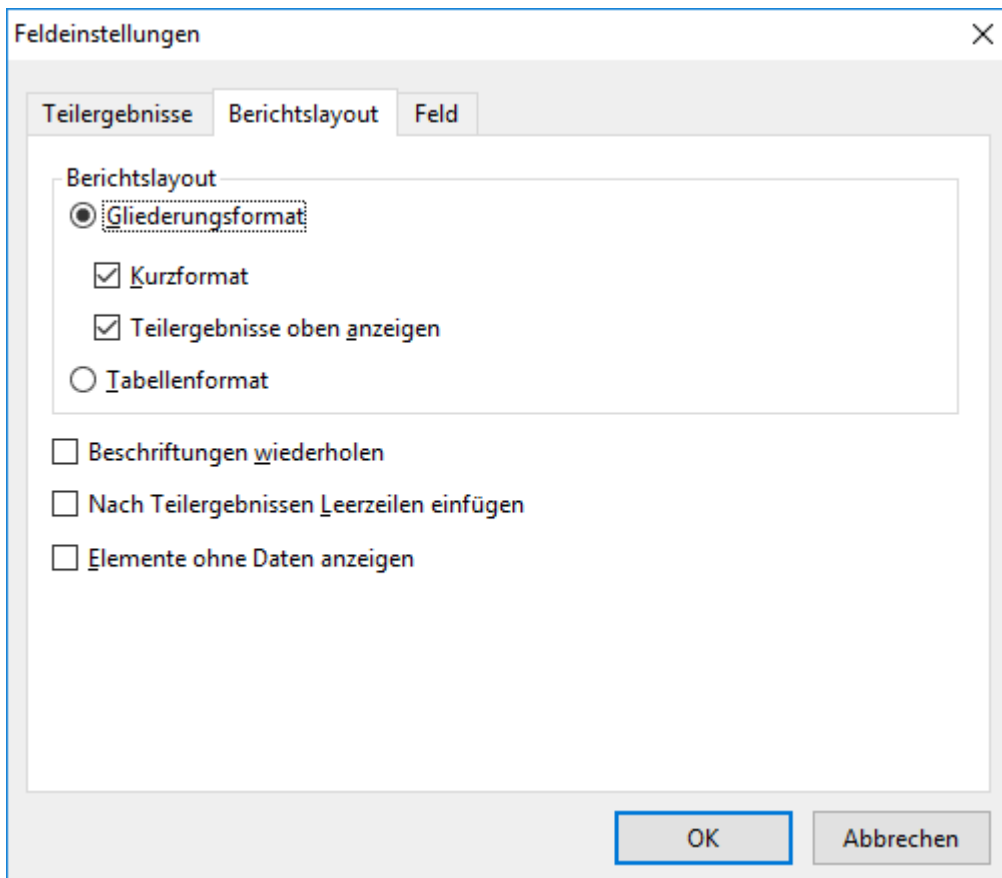 Feldeinstellungen
Teilergebnisse Berichtslayout Feld
Berichtslayout
Gliederungsformat
Kurzformat
Teilergebnisse oben anzeigen
Tabellenformat
Beschriftungen wiederholen
Nach Teilergebnissen Leerzeilen einfügen
Elemente ohne Daten anzeigen
OK Abbrechen